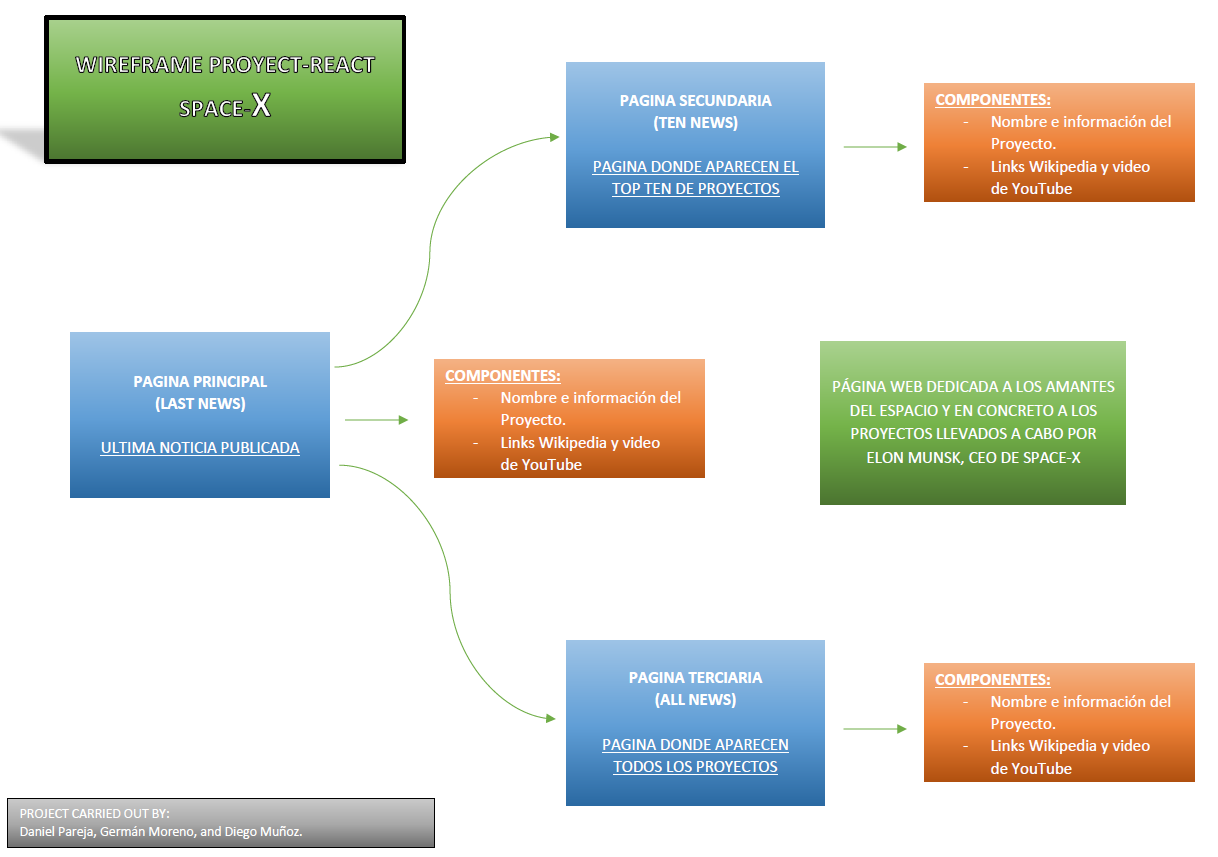 WIREFRAME PROYECT-REACT
SPACE-X
PAGINA SECUNDARIA
(TEN NEWS)
PAGINA DONDE APARECEN EL
TOP TEN DE PROYECTOS
COMPONENTES:
- Nombre e información del
Proyecto.
- Links Wikipedia y video
de YouTube
PAGINA PRINCIPAL
(LAST NEWS)
ULTIMA NOTICIA PUBLICADA
COMPONENTES:
- Nombre e información del
Proyecto.
- Links Wikipedia y video
de YouTube
PÁGINA WEB DEDICADA A LOS AMANTES
DEL ESPACIO Y EN CONCRETO A LOS
PROYECTOS LLEVADOS A CABO POR
ELON MUNSK, CEO DE SPACE-X
PAGINA TERCIARIA
(ALL NEWS)
PAGINA DONDE APARECEN
TODOS LOS PROYECTOS
COMPONENTES:
- Nombre e información del
Proyecto.
- Links Wikipedia y video
de YouTube
PROJECT CARRIED OUT BY:
Daniel Pareja, Germán Moreno, and Diego Muñoz.